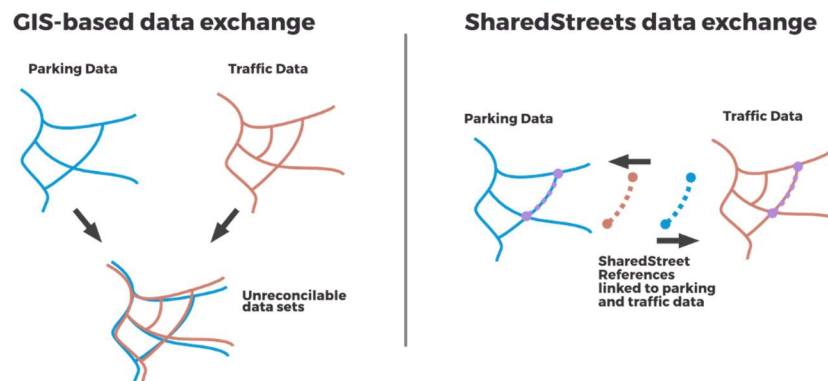 GIS-based data exchange
Parking Data
Traffic Data
Unreconcilable
data sets
SharedStreets data exchange
Parking Data
Traffic Data
SharedStreet
References
linked to parking
and traffic data